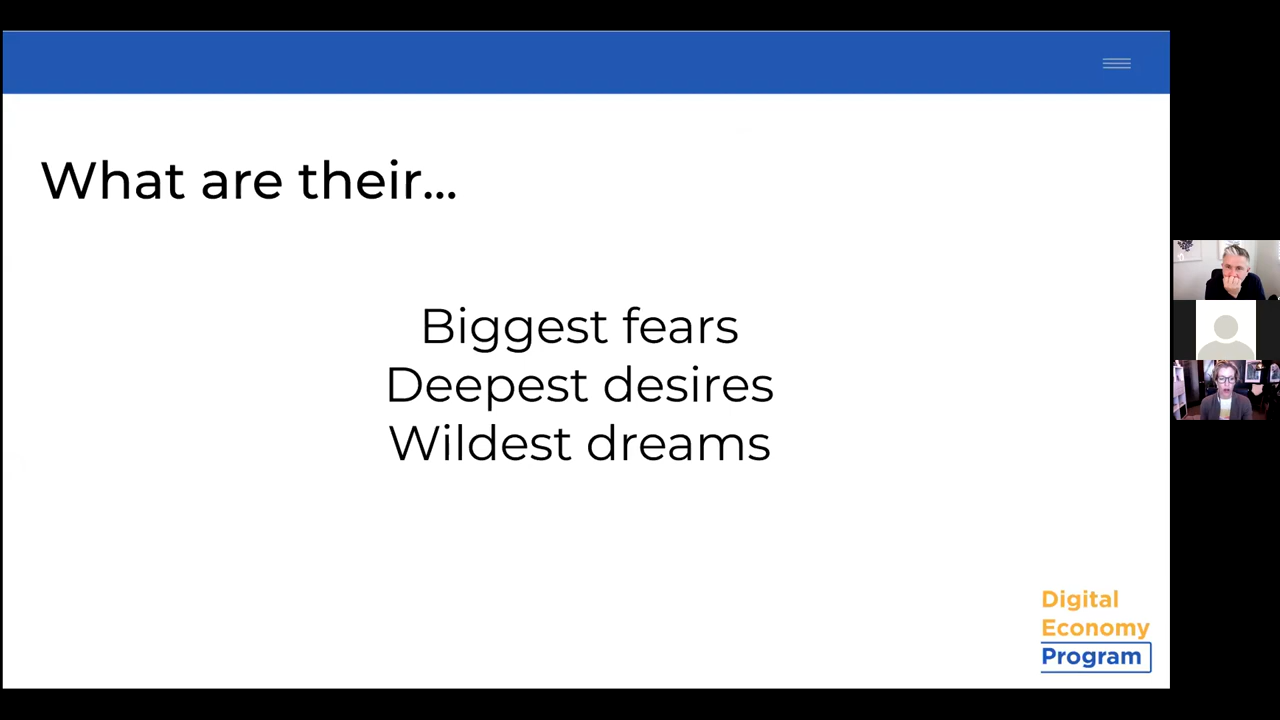 What are their...
Biggest fears
Deepest desires
Wildest dreams
Digital
Economy
Program